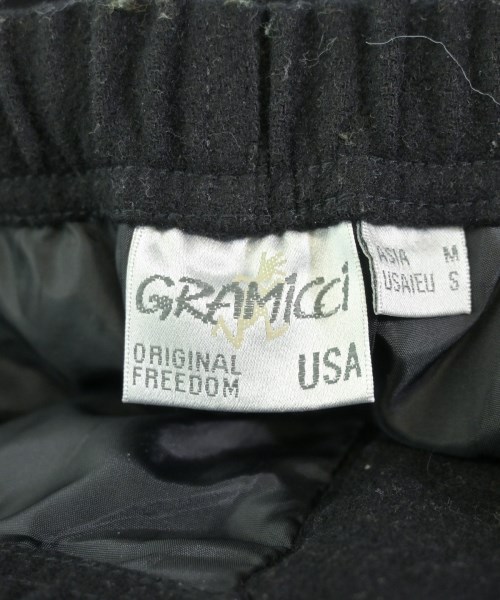 GRAMICCi
ORIGINAL
FREEDOM
USA
ASIA M
USA/EU S